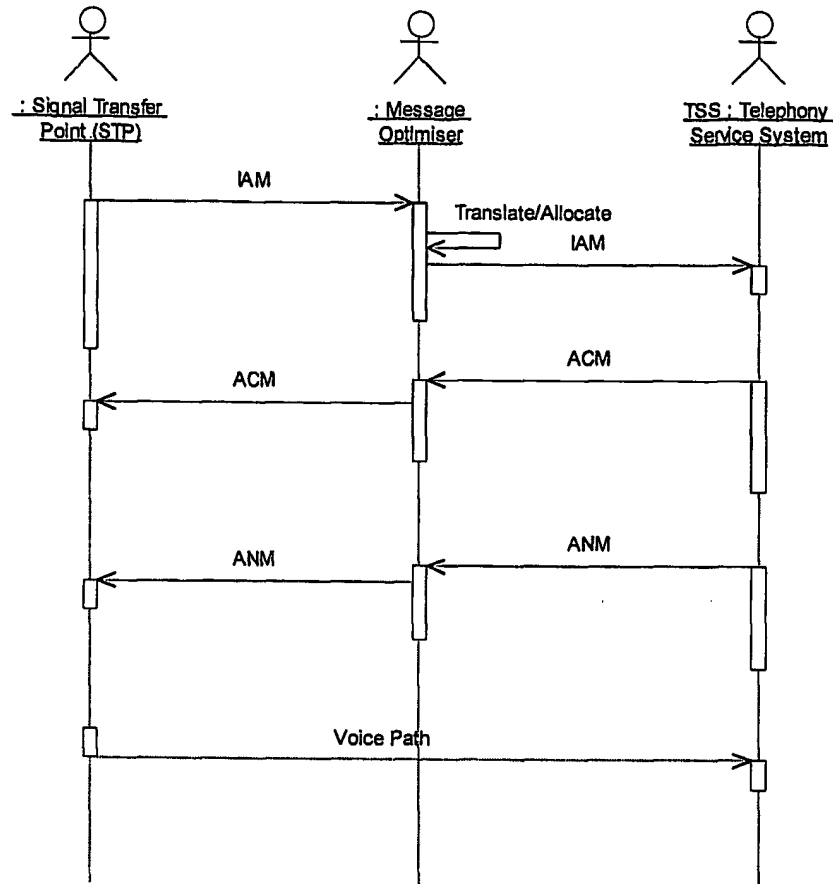 : Signal Transfer
Point (STP)
: Message
Optimiser
TSS : Telephony
Service System
IAM
Translate/Allocate
IAM
ACM
ACM
ANM
ANM
Voice Path